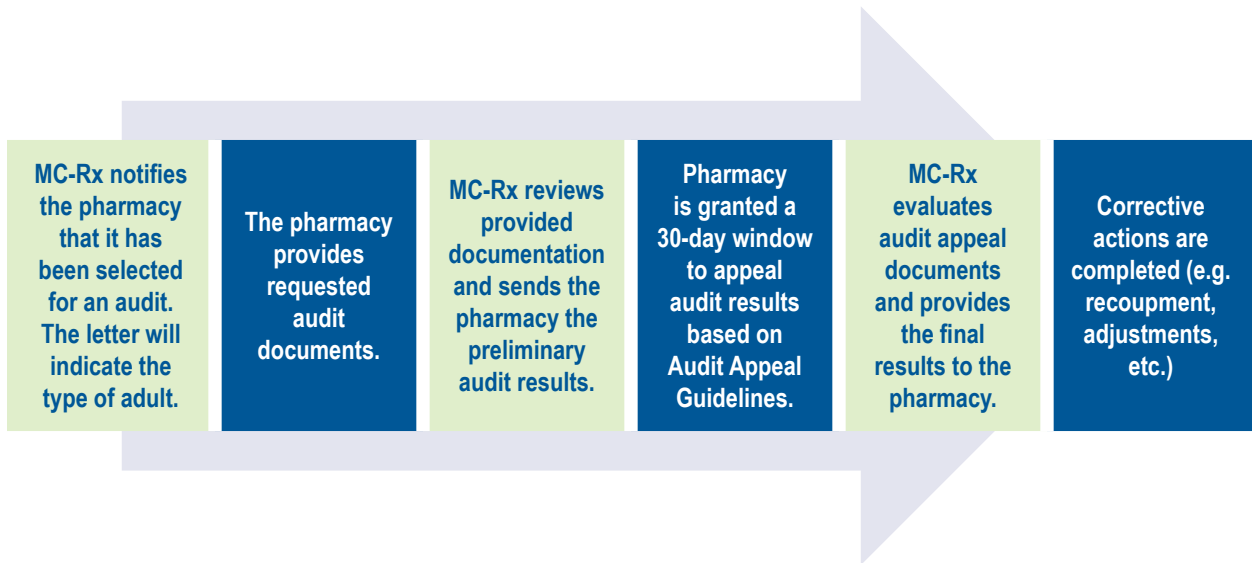 MC-Rx notifies
the pharmacy
that it has
been selected
for an audit.
The letter will
indicate the
type of adult.
The pharmacy
provides
requested
audit
documents.
MC-Rx reviews
provided
documentation
and sends the
pharmacy the
preliminary
audit results.
Pharmacy
is granted a
30-day window
to appeal
audit results
based on
Audit Appeal
Guidelines.
MC-Rx
evaluates
audit appeal
documents
and provides
the final
results to the
pharmacy.
Corrective
actions are
completed (e.g.
recoupment,
adjustments,
etc.)